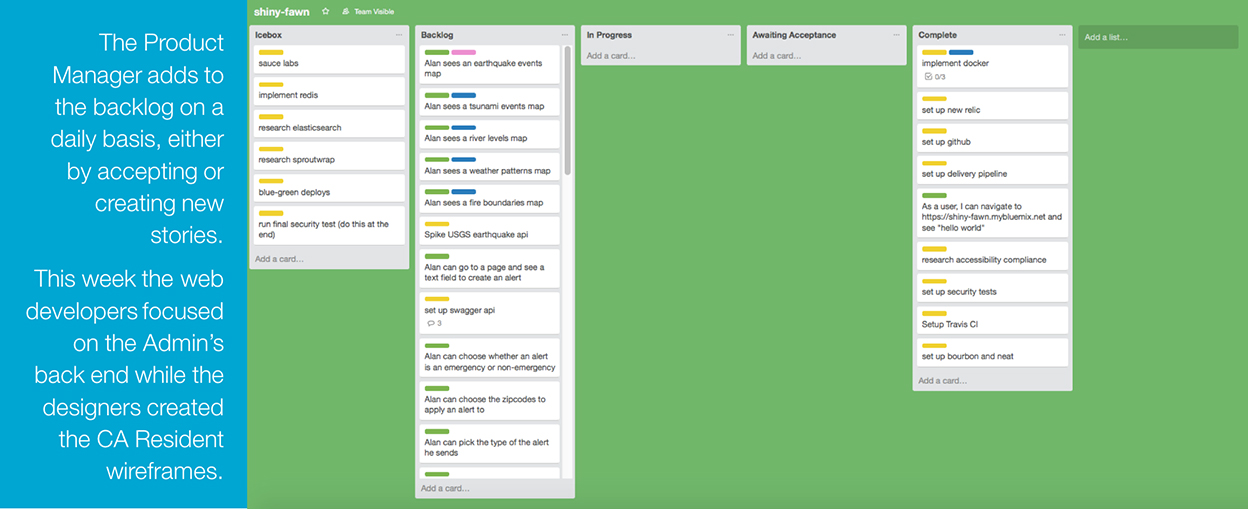 The Product
Manager adds to
the backlog on a
daily basis, either
by accepting or
creating new
stories.
This week the web
developers focused
on the Admin's
back end while the
designers created
the CA Resident
wireframes.
shiny-fawn
Team Visible
Icebox
sauce labs
implement redis
research elasticsearch
research sproutwrap
blue-green deploys
run final security test (do this at the
end)
Add a card...
Backlog
Alan sees an earthquake events
map
Alan sees a tsunami events map
Alan sees a river levels map
Alan sees a weather patterns map
Alan sees a fire boundaries map
Spike USGS earthquake api
Alan can go to a page and see a
text field to create an alert
set up swagger api
3
Alan can choose whether an alert
is an emergency or non-emergency
Alan can choose the zipcodes to
apply an alert to
Alan can pick the type of the alert
he sends
Add a card...
In Progress
Add a card...
Awaiting Acceptance
Add a card...
Complete
implement docker
0/3
set up new relic
set up github
set up delivery pipeline
As a user, I can navigate to
https://shiny-fawn.mybluemix.net and
see "hello world"
research accessibility compliance
set up security tests
Setup Travis CI
set up bourbon and neat
Add a card...
Add a list...